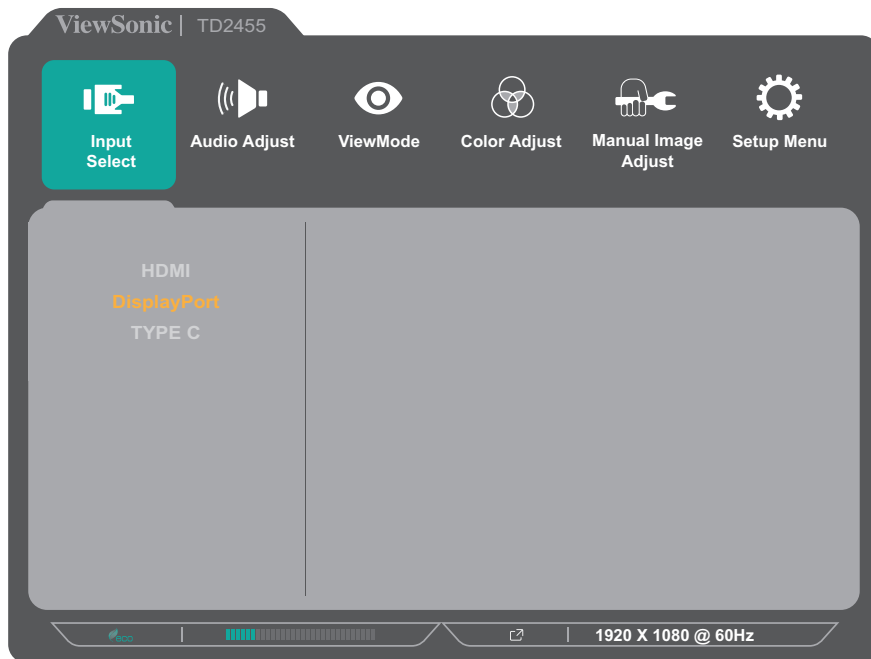 ViewSonic | TD2455
Input
Select
Audio Adjust
ViewMode
Color Adjust
Manual Image
Adjust
Setup Menu
HDMI
DisplayPort
TYPE C
eco
1920 X 1080 @ 60Hz